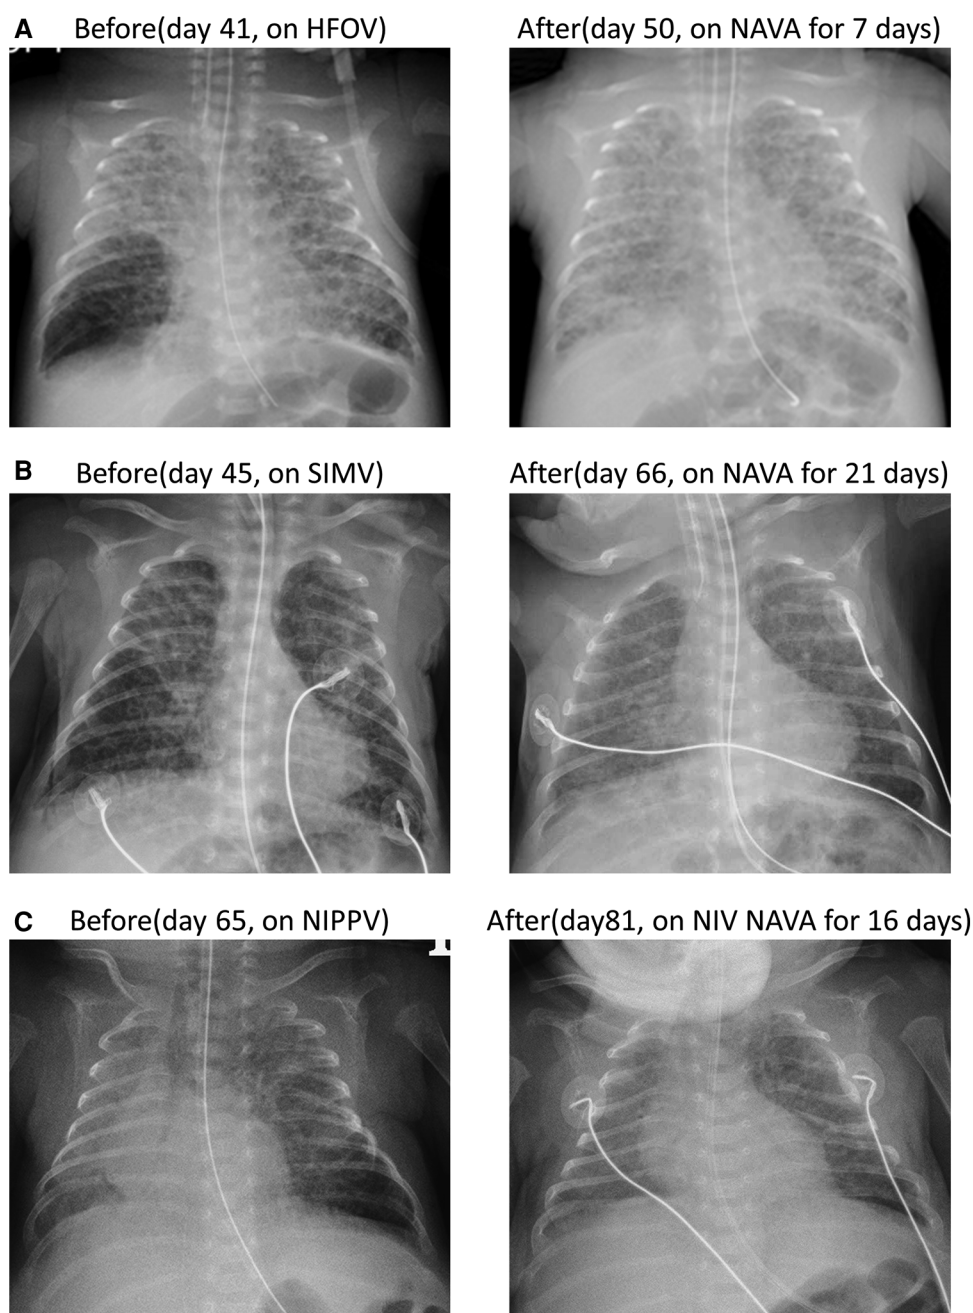 A Before(day 41, on HFOV) After(day 50, on NAVA for 7 days)
B Before(day 45, on SIMV) After(day 66, on NAVA for 21 days)
C Before(day 65, on NIPPV) After(day81, on NIV NAVA for 16 days)